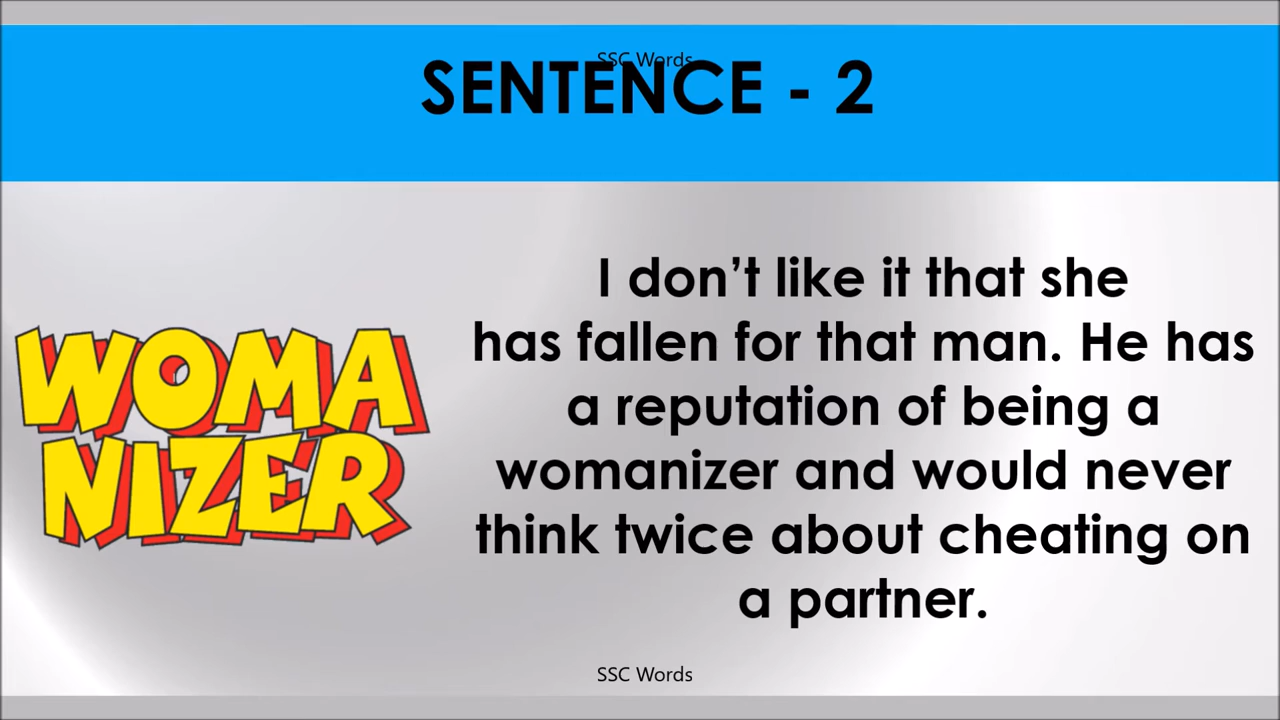 SSC Words
SENTENCE - 2
WOMA
NIZER
I don’t like it that she
has fallen for that man. He has
a reputation of being a
womanizer and would never
think twice about cheating on
a partner.
SSC Words